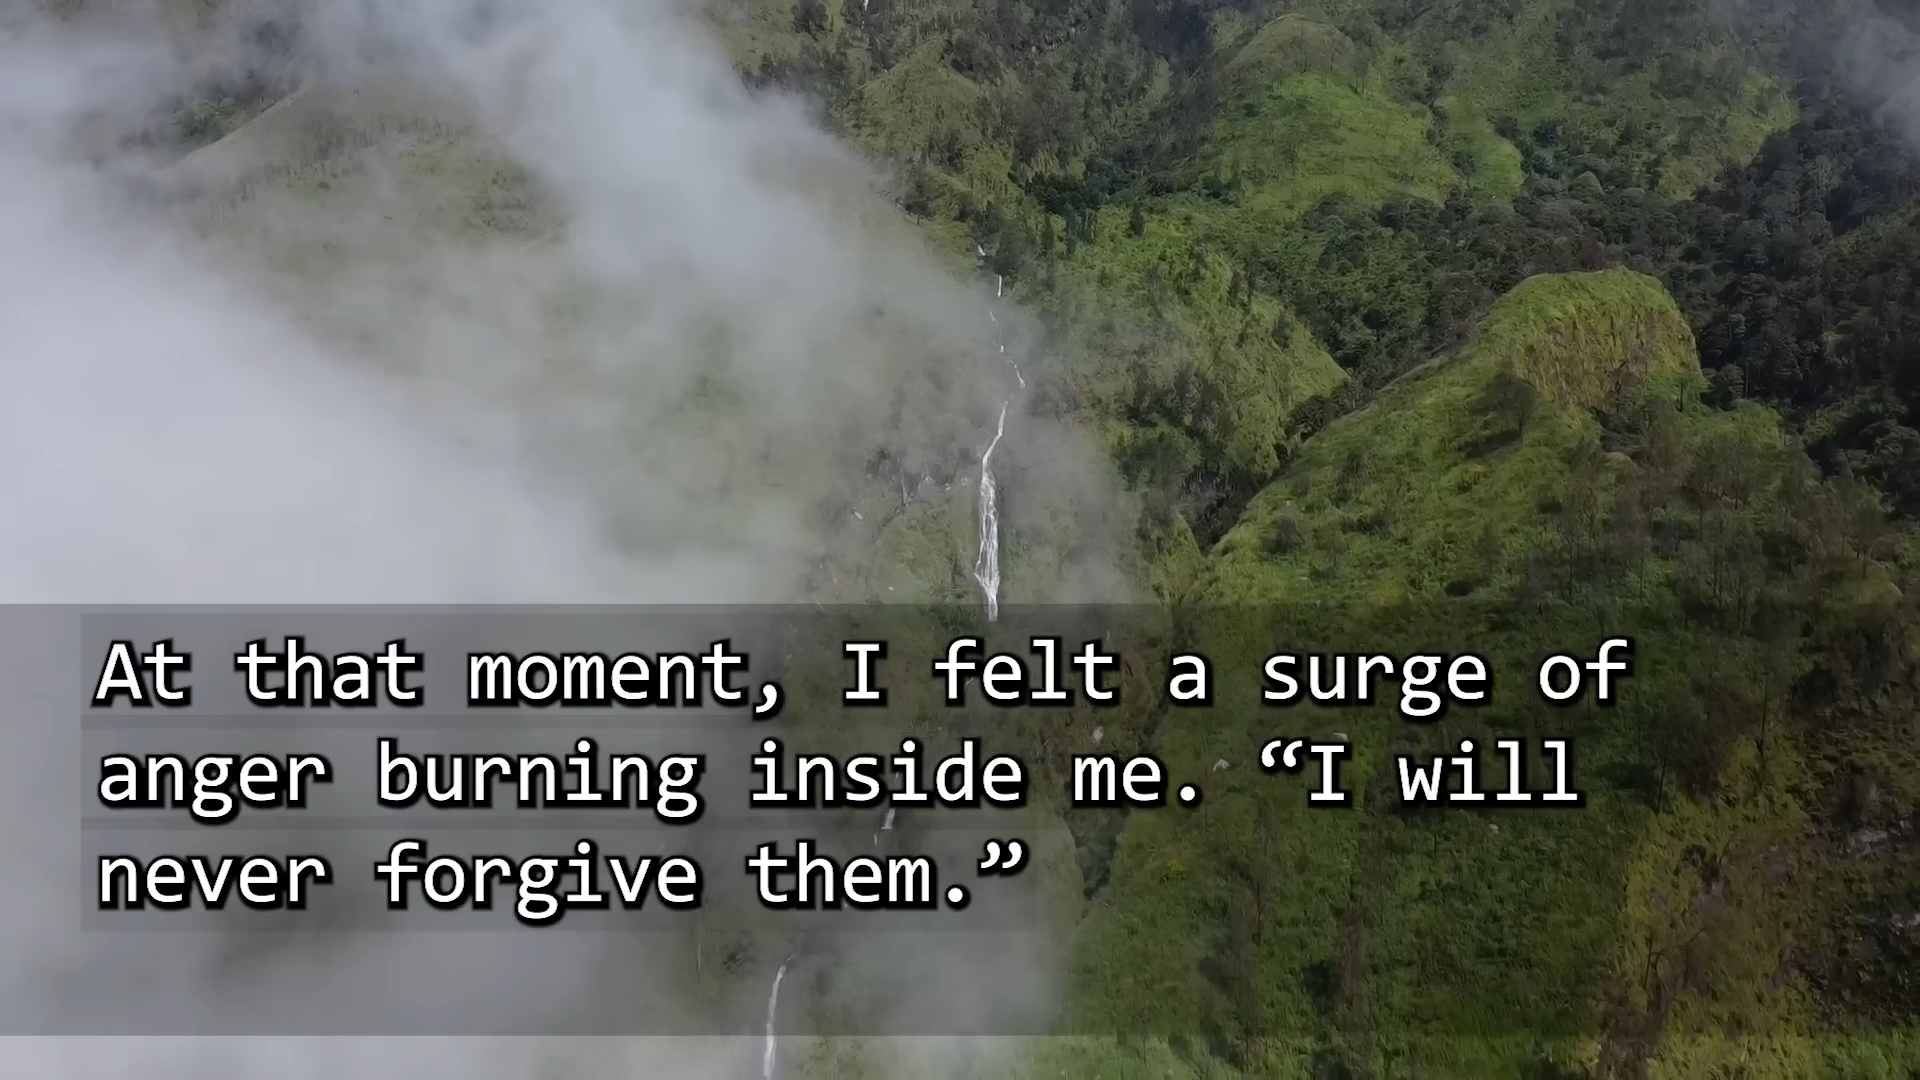 At that moment, I felt a surge of
anger burning inside me. “I will
never forgive them.”